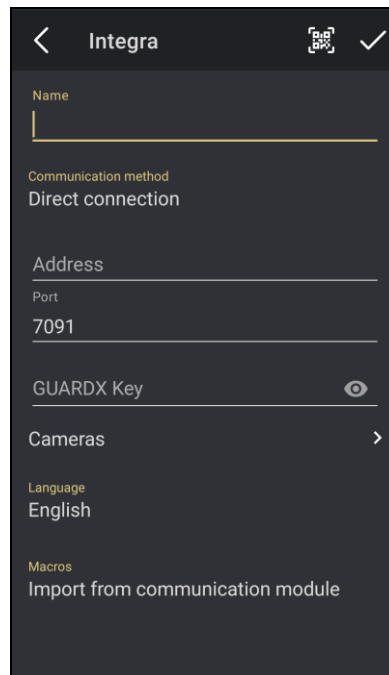 Integra
Name
Communication method
Direct connection
Address
Port
7091
GUARDX Key
Cameras
Language
English
Macros
Import from communication module